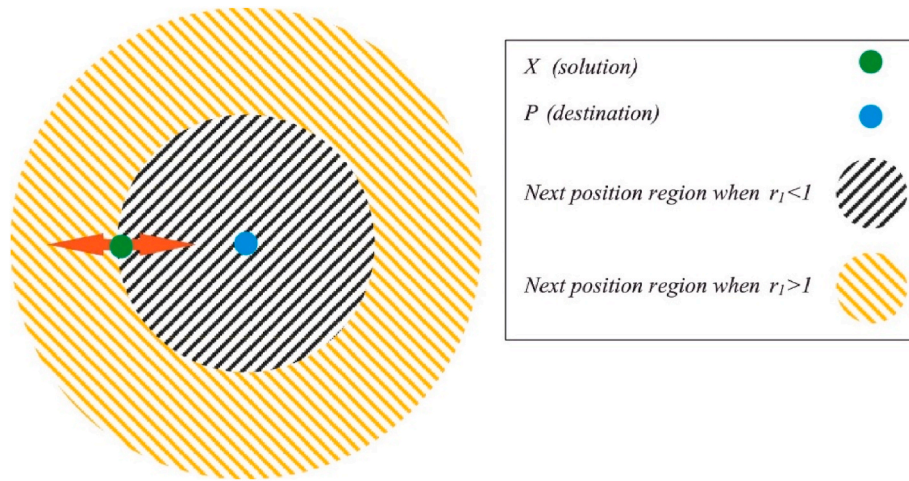 X (solution)
P (destination)
Next position region when r₁<1
Next position region when r₁>1